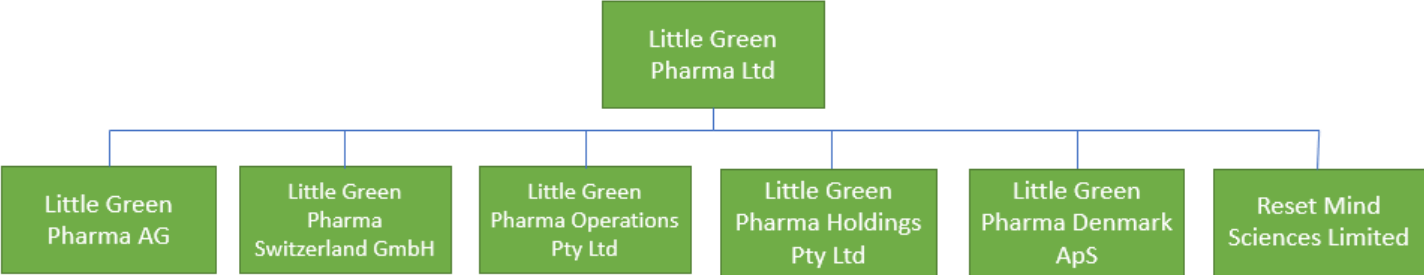 Little Green
Pharma Ltd
Little Green
Pharma AG
Little Green
Pharma
Switzerland GmbH
Little Green
Pharma Operations
Pty Ltd
Little Green
Pharma Holdings
Pty Ltd
Little Green
Pharma Denmark
ApS
Reset Mind
Sciences Limited